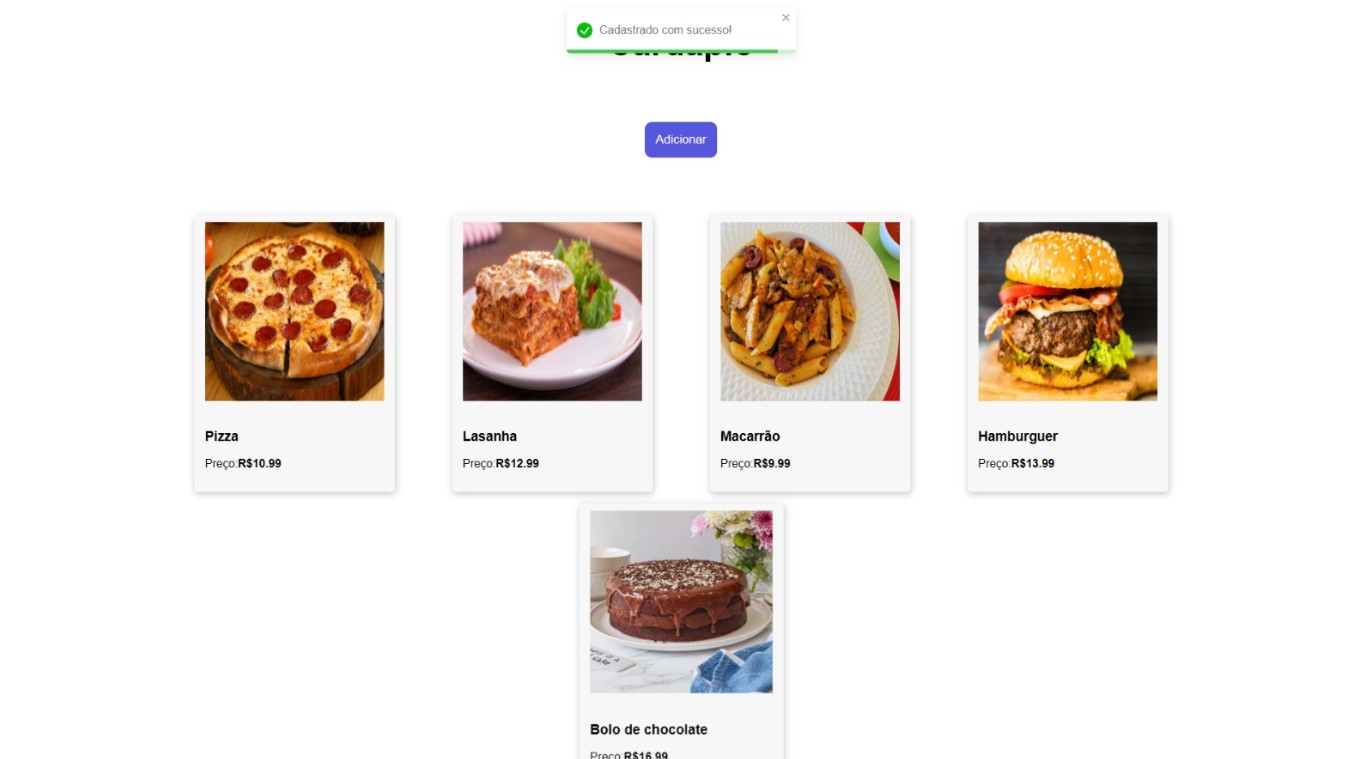 Cadastrado com sucesso!
Adicionar
Pizza
Preço:R$10.99
Lasanha
Preço:R$12.99
Macarrão
Preço:R$9.99
Hamburguer
Preço:R$13.99
Bolo de chocolate
Preço:R$16.99